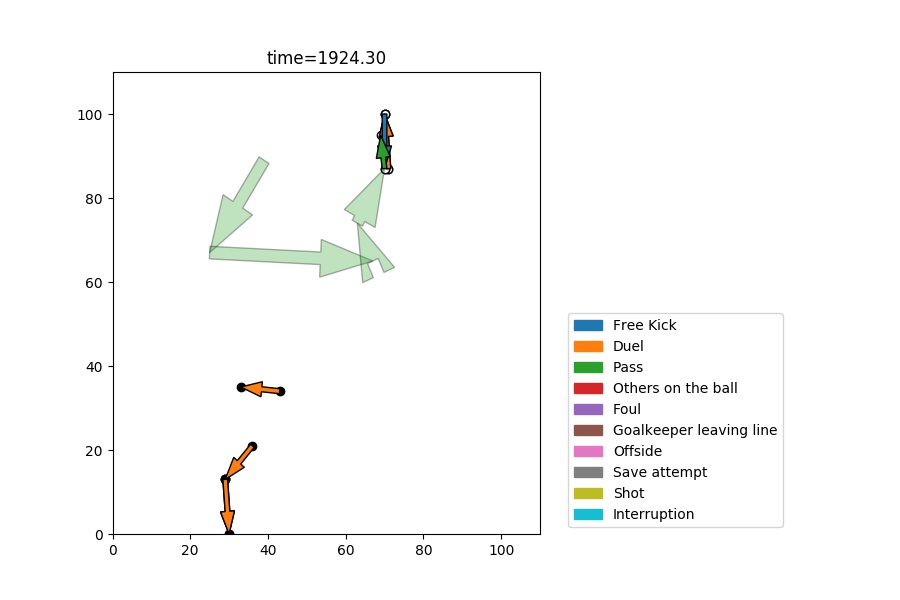 time=1924.30
100
80
60
40
20
0
0 20 40 60 80 100
Free Kick
Duel
Pass
Others on the ball
Foul
Goalkeeper leaving line
Offside
Save attempt
Shot
Interruption